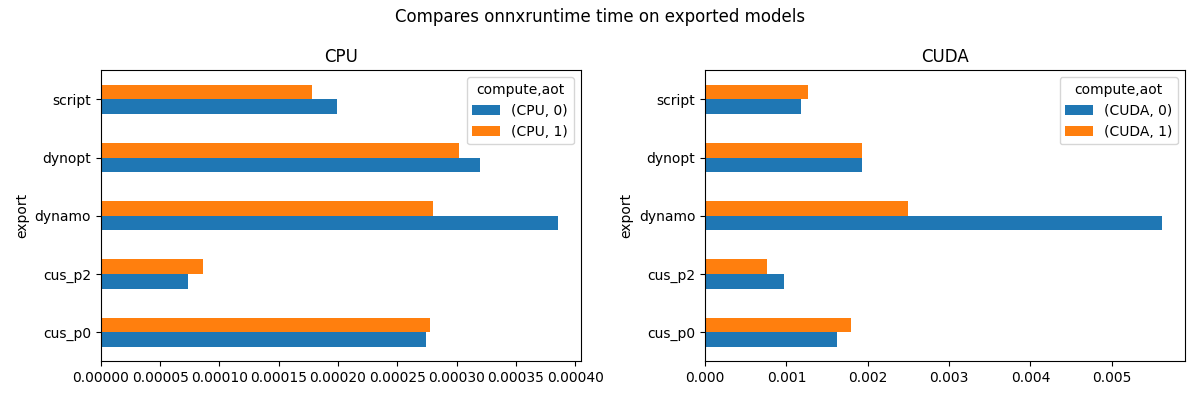 Compares onnxruntime time on exported models
CPU
export
script
dynopt
dynamo
cus_p2
cus_p0
compute,aot
(CPU, 0)
(CPU, 1)
0.00000 0.00005 0.00010 0.00015 0.00020 0.00025 0.00030 0.00035 0.00040
CUDA
export
script
dynopt
dynamo
cus_p2
cus_p0
compute,aot
(CUDA, 0)
(CUDA, 1)
0.000 0.001 0.002 0.003 0.004 0.005